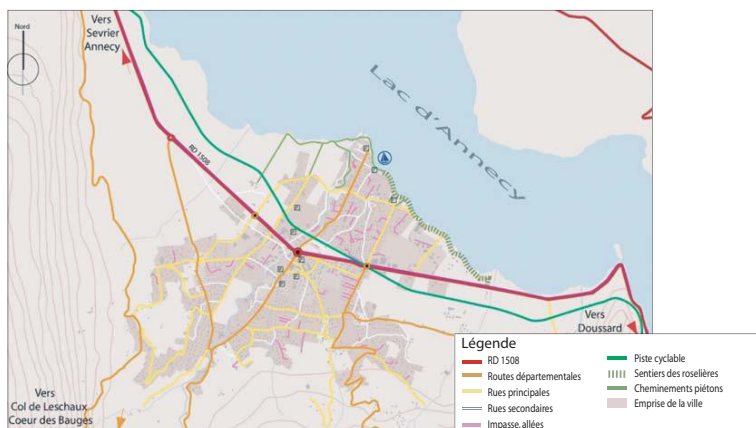 Vers
Sevrier
Annecy
Nord
Lac d'Annecy
RD 1508
P
P
P
P
P
P
P
P
P
Vers
Doussard
Vers
Col de Leschaux
Coeur des Bauges
Légende
RD 1508
Routes départementales
Rues principales
Rues secondaires
Impasse, allées
Piste cyclable
Sentiers des roselières
Cheminements piétons
Emprise de la ville